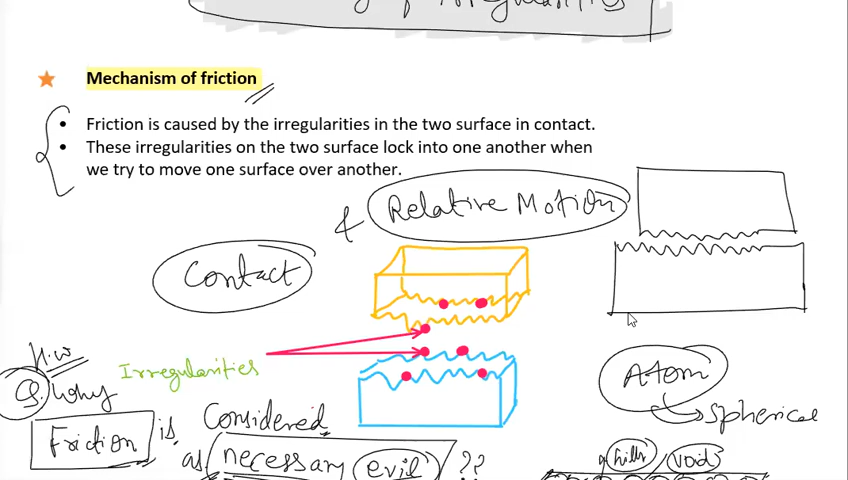 Irregularities
Mechanism of friction
• Friction is caused by the irregularities in the two surface in contact.
• These irregularities on the two surface lock into one another when
we try to move one surface over another.
& Relative Motion
Contact
Irregularities
H.w
Q. Why
Friction is
Considered
as necessary evil ??
Atom
Spherical
hills void